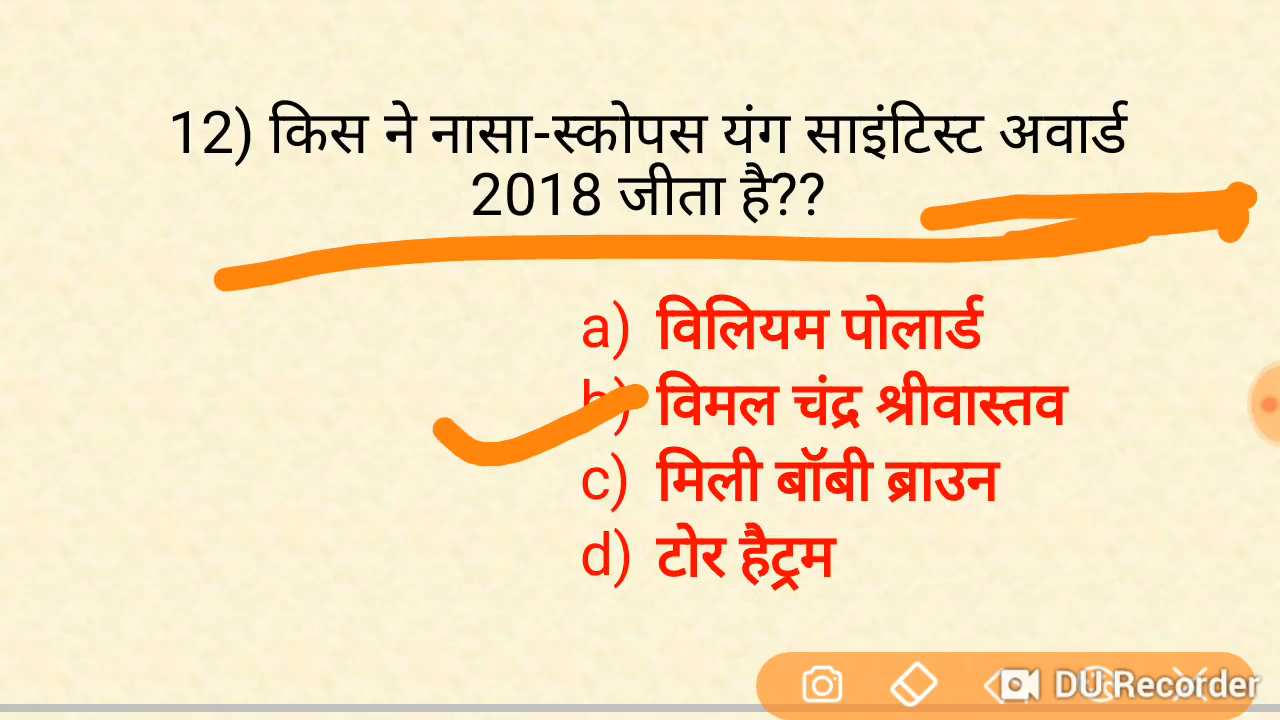 12) किस ने नासा-स्कोपस यंग साइंटिस्ट अवार्ड
2018 जीता है??
a) विलियम पोलार्ड
b) विमल चंद्र श्रीवास्तव
c) मिली बॉबी ब्राउन
d) टोर हैट्रम
DU Recorder